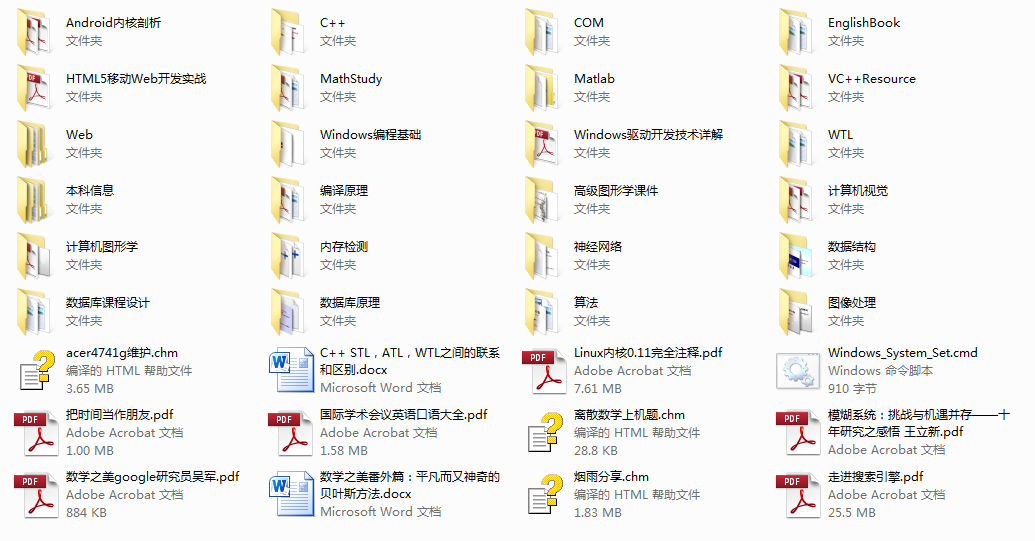 Android内核剖析
文件夹
C++
文件夹
COM
文件夹
EnglishBook
文件夹
HTML5移动Web开发实战
文件夹
MathStudy
文件夹
Matlab
文件夹
VC++Resource
文件夹
Web
文件夹
Windows编程基础
文件夹
Windows驱动开发技术详解
文件夹
WTL
文件夹
本科信息
文件夹
编译原理
文件夹
高级图形学课件
文件夹
计算机视觉
文件夹
计算机图形学
文件夹
内存检测
文件夹
神经网络
文件夹
数据结构
文件夹
数据库课程设计
文件夹
数据库原理
文件夹
算法
文件夹
图像处理
文件夹
acer4741g维护.chm
编译的 HTML 帮助文件
3.65 MB
C++ STL，ATL，WTL之间的联系
和区别.docx
Microsoft Word 文档
Linux内核0.11完全注释.pdf
Adobe Acrobat 文档
7.61 MB
Windows_System_Set.cmd
Windows 命令脚本
910 字节
把时间当作朋友.pdf
Adobe Acrobat 文档
1.00 MB
国际学术会议英语口语大全.pdf
Adobe Acrobat 文档
1.58 MB
离散数学上机题.chm
编译的 HTML 帮助文件
28.8 KB
模糊系统：挑战与机遇并存——十
年研究之感悟 王立新.pdf
Adobe Acrobat 文档
数学之美google研究员吴军.pdf
Adobe Acrobat 文档
884 KB
数学之美番外篇：平凡而又神奇的
贝叶斯方法.docx
Microsoft Word 文档
烟雨分享.chm
编译的 HTML 帮助文件
1.83 MB
走进搜索引擎.pdf
Adobe Acrobat 文档
25.5 MB